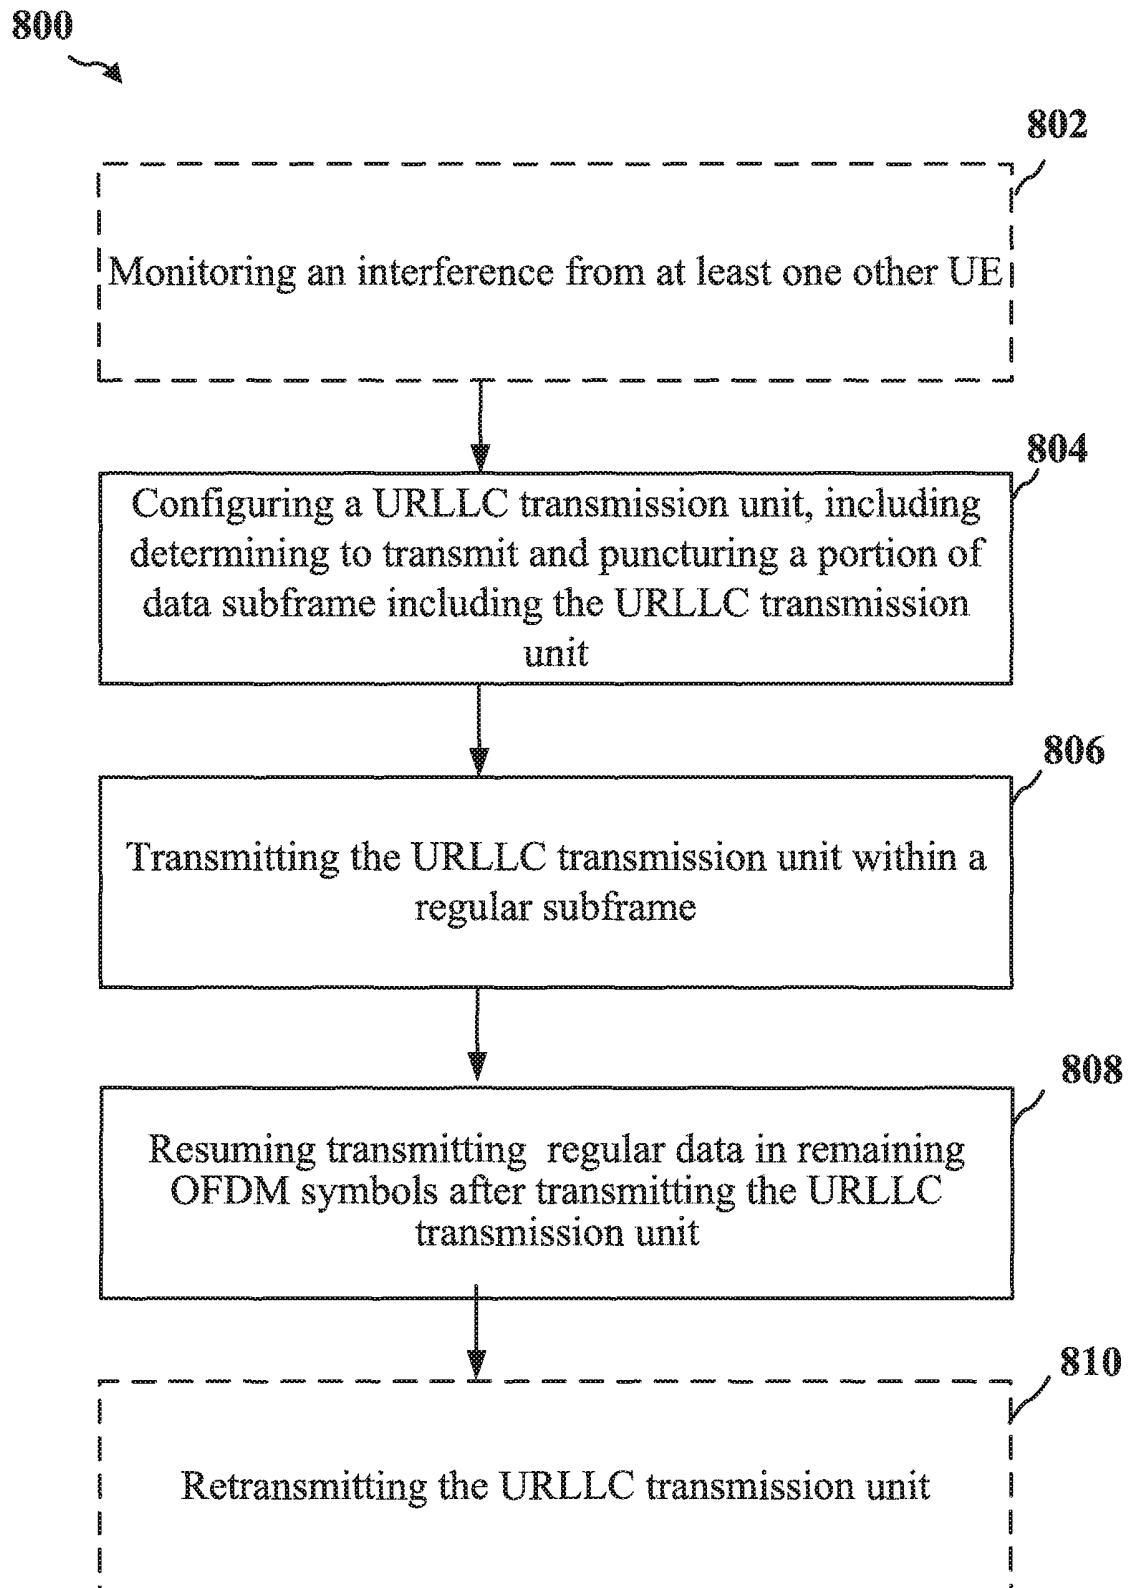 800
802
Monitoring an interference from at least one other UE
804
Configuring a URLLC transmission unit, including
determining to transmit and puncturing a portion of
data subframe including the URLLC transmission
unit
806
Transmitting the URLLC transmission unit within a
regular subframe
808
Resuming transmitting regular data in remaining
OFDM symbols after transmitting the URLLC
transmission unit
810
Retransmitting the URLLC transmission unit